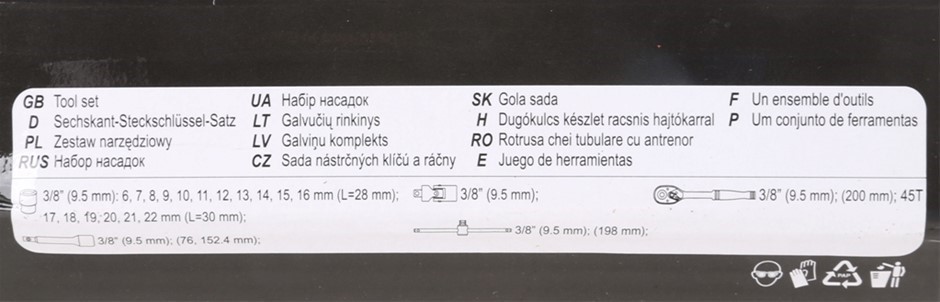 GB Tool set
D Sechskant-Steckschlüssel-Satz
PL Zestaw narzędziowy
RUS Набор насадок
UA Набір насадок
LT Galvučių rinkinys
LV Galviņu komplekts
CZ Sada nástrčných klíčů a ráčny
SK Gola sada
H Dugókulcs készlet racsnis hajtókarral
RO Rotrusa chei tubulare cu antrenor
E Juego de herramientas
F Un ensemble d'outils
P Um conjunto de ferramentas
3/8" (9.5 mm): 6, 7, 8, 9, 10, 11, 12, 13, 14, 15, 16 mm (L=28 mm);
17, 18, 19, 20, 21, 22 mm (L=30 mm);
3/8" (9.5 mm); (76, 152.4 mm);
3/8" (9.5 mm);
3/8" (9.5 mm); (198 mm);
3/8" (9.5 mm); (200 mm); 45T
PAP